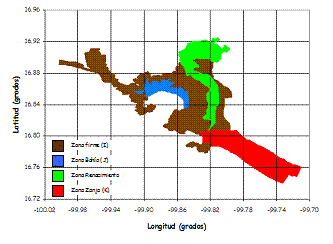 16.96
16.92
16.88
16.84
16.80
16.76
16.72
Latitud (grados)
Zona firme (I)
Zona Bahía (J)
Zona Renacimiento
Zona Zanja (K)
-100.02 -99.98 -99.94 -99.90 -99.86 -99.82 -99.78 -99.74 -99.70
Longitud (grados)